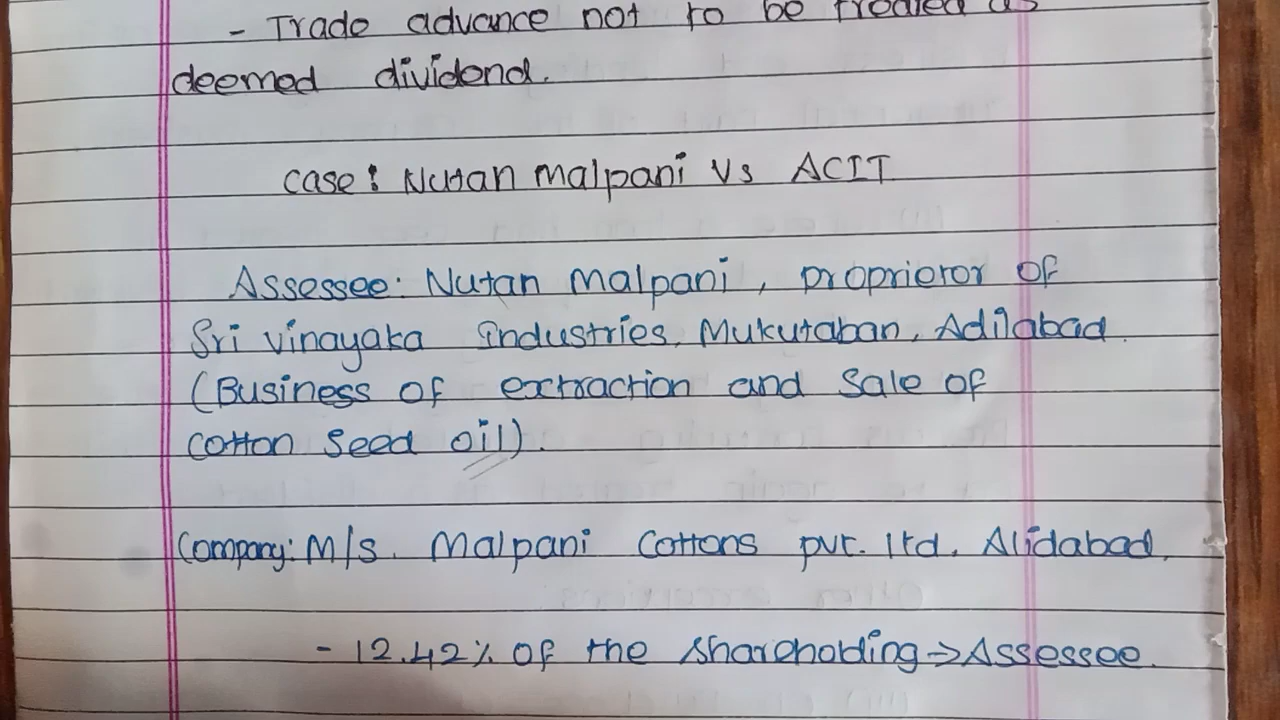 - Trade advance not to be treated as
deemed dividend.
case: Nutan Malpani Vs ACIT
Assessee: Nutan Malpani, proprietor of
Sri Vinayaka Industries, Mukutaban, Adilabad.
(Business of extraction and Sale of
Cotton Seed oil).
Company: M/s. Malpani Cottons pvt. ltd. Alidabad.
- 12.42% of the shareholding → Assessee.